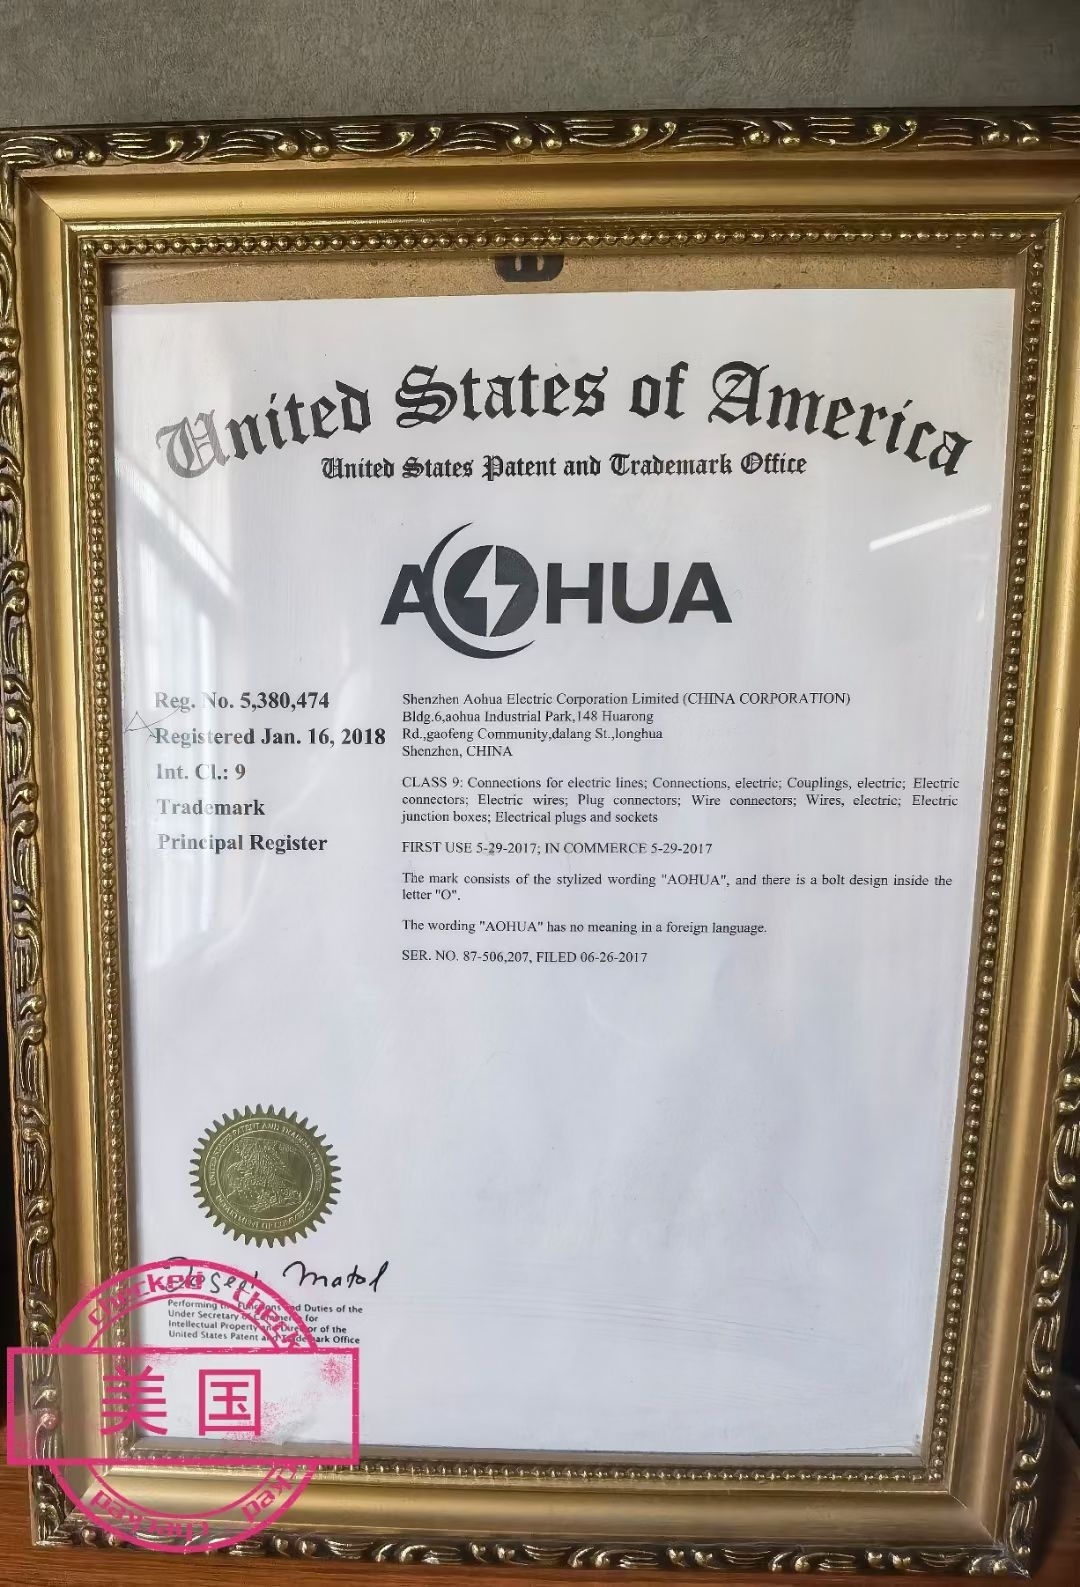 United States of America
United States Patent and Trademark Office
AOHUA
Reg. No. 5,380,474
Registered Jan. 16, 2018
Int. Cl.: 9
Trademark
Principal Register
Shenzhen Aohua Electric Corporation Limited (CHINA CORPORATION)
Bldg.6,aohua Industrial Park,148 Huarong
Rd.,gaofeng Community,dalang St.,longhua
Shenzhen, CHINA
CLASS 9: Connections for electric lines; Connections, electric; Couplings, electric; Electric
connectors; Electric wires; Plug connectors; Wire connectors; Wires, electric; Electric
junction boxes; Electrical plugs and sockets
FIRST USE 5-29-2017; IN COMMERCE 5-29-2017
The mark consists of the stylized wording "AOHUA", and there is a bolt design inside the
letter "O".
The wording "AOHUA" has no meaning in a foreign language.
SER. NO. 87-506,207, FILED 06-26-2017
Matal
Performing the Functions and Duties of the
Under Secretary of Commerce for
Intellectual Property and Director of the
United States Patent and Trademark Office
checked
美国
checked